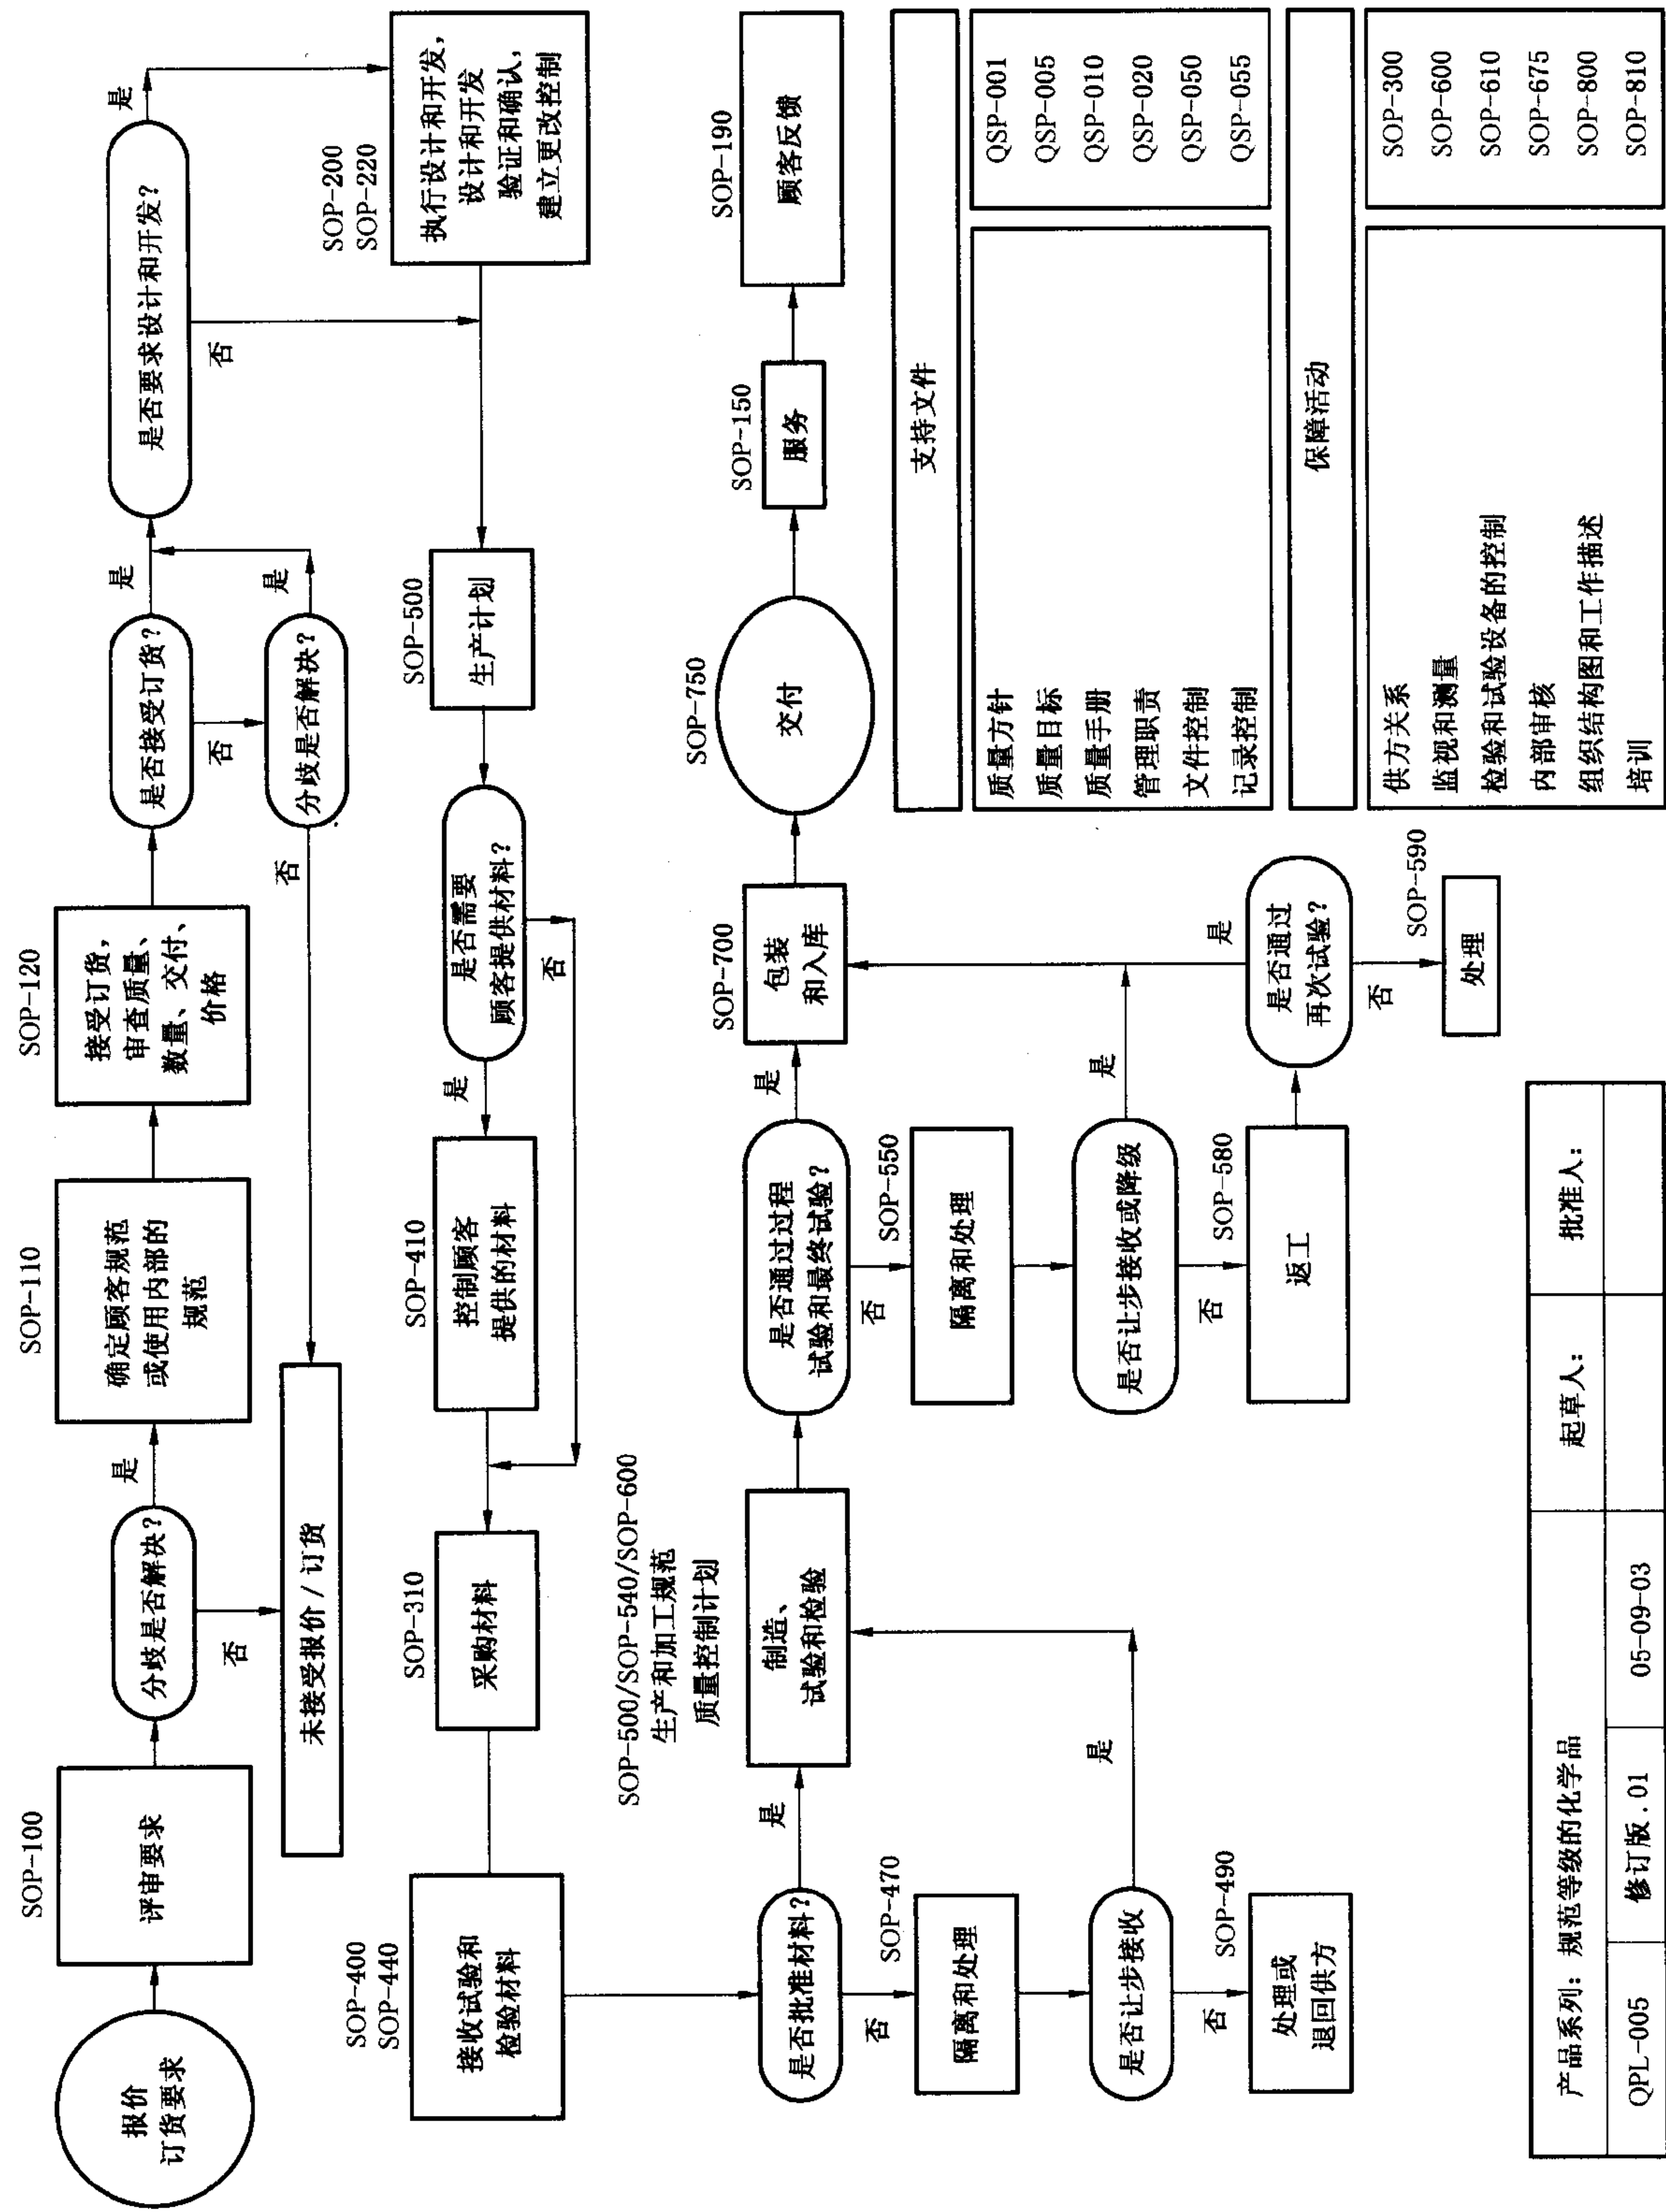 报价
订货要求
SOP-100
评审要求
分歧是否解决?
是
否
未接受报价/订货
SOP-110
确定顾客规范
或使用内部的
规范
SOP-120
接受订货,
审查质量、
数量、交付、
价格
是否接受订货?
是
否
分歧是否解决?
是
否
是否要求设计和开发?
是
否
SOP-200
SOP-220
执行设计和开发,
设计和开发
验证和确认,
建立更改控制
SOP-500
生产计划
是否需要
顾客提供材料?
是
否
SOP-410
控制顾客
提供的材料
SOP-310
采购材料
SOP-400
SOP-440
接收试验和
检验材料
是否批准材料?
是
否
SOP-470
隔离和处理
是否让步接收
是
否
SOP-490
处理或
退回供方
SOP-500/SOP-540/SOP-600
生产和加工规范
质量控制计划
制造、
试验和检验
是否通过过程
试验和最终试验?
是
否
SOP-550
隔离和处理
是否让步接收或降级
是
否
SOP-580
返工
是否通过
再次试验?
是
否
SOP-590
处理
SOP-700
包装
和入库
SOP-750
交付
SOP-150
服务
SOP-190
顾客反馈
支持文件
质量方针 QSP-001
质量目标 QSP-005
质量手册 QSP-010
管理职责 QSP-020
文件控制 QSP-050
记录控制 QSP-055
保障活动
供方关系 SOP-300
监视和测量 SOP-600
检验和试验设备的控制 SOP-610
内部审核 SOP-675
组织结构图和工作描述 SOP-800
培训 SOP-810
产品系列:规范等级的化学品 起草人: 批准人:
QPL-005 修订版.01 05-09-03